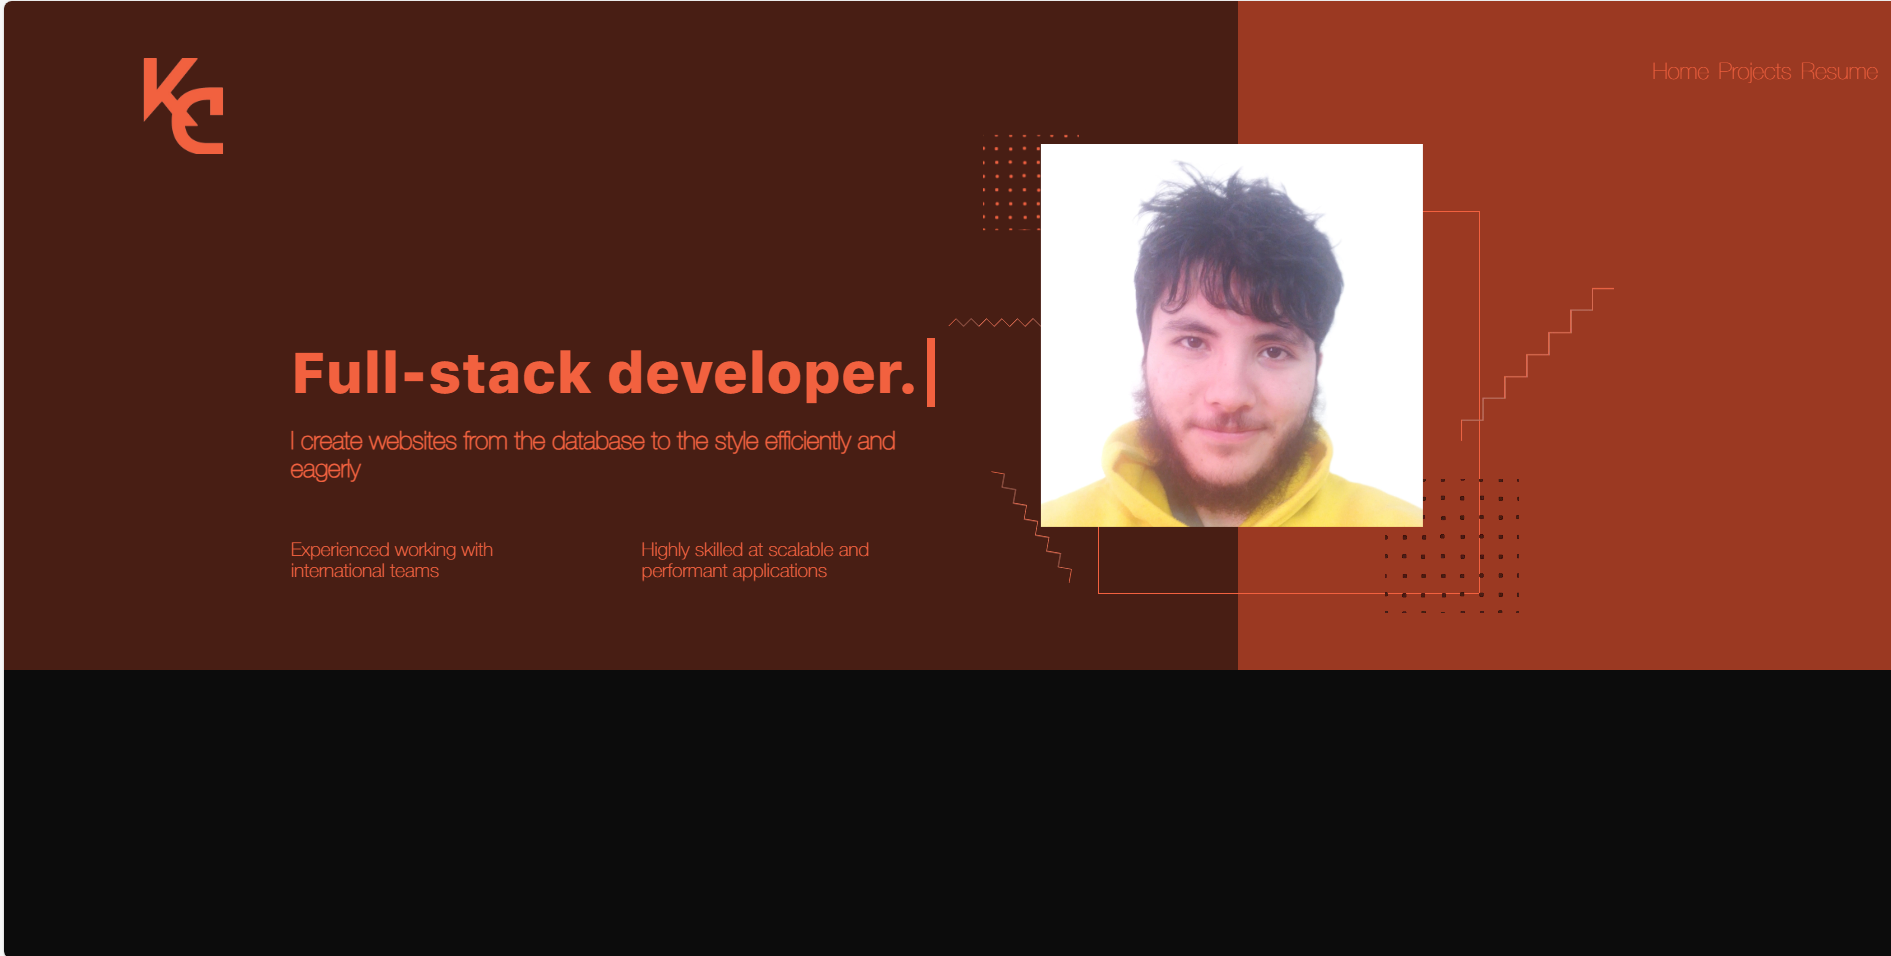 KC
Home Projects Resume
Full-stack developer.
I create websites from the database to the style efficiently and
eagerly
Experienced working with
international teams
Highly skilled at scalable and
performant applications